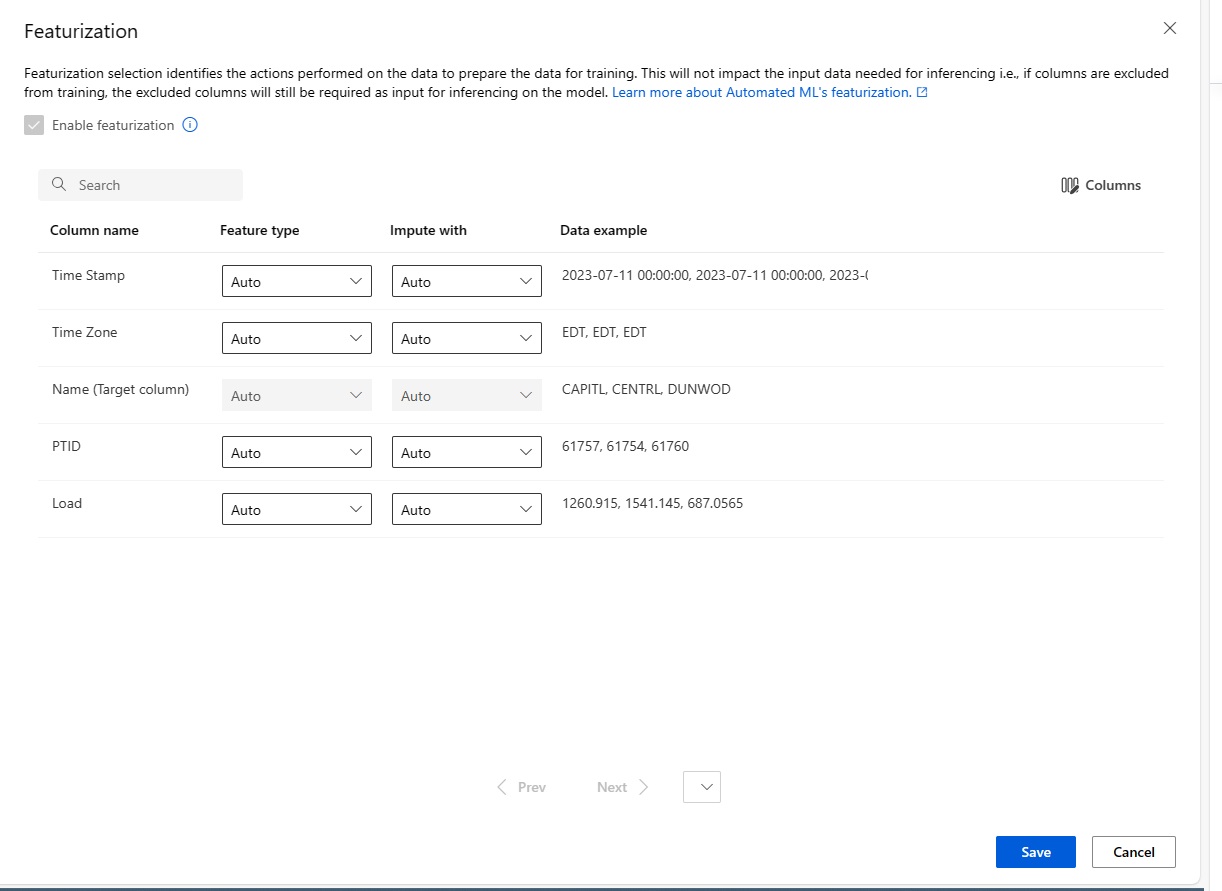 Featurization
Featurization selection identifies the actions performed on the data to prepare the data for training. This will not impact the input data needed for inferencing i.e., if columns are excluded
from training, the excluded columns will still be required as input for inferencing on the model. Learn more about Automated ML's featurization.
Enable featurization
Search
Columns
Column name Feature type Impute with Data example
Time Stamp Auto Auto 2023-07-11 00:00:00, 2023-07-11 00:00:00, 2023-
Time Zone Auto Auto EDT, EDT, EDT
Name (Target column) Auto Auto CAPITL, CENTRL, DUNWOD
PTID Auto Auto 61757, 61754, 61760
Load Auto Auto 1260.915, 1541.145, 687.0565
Prev Next
Save Cancel